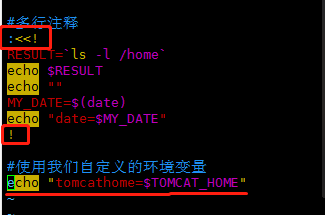 #多行注释
:<<!
RESULT=`ls -l /home`
echo $RESULT
echo ""
MY_DATE=$(date)
echo "date=$MY_DATE"
!
#使用我们自定义的环境变量
echo "tomcathome=$TOMCAT_HOME"
~
~